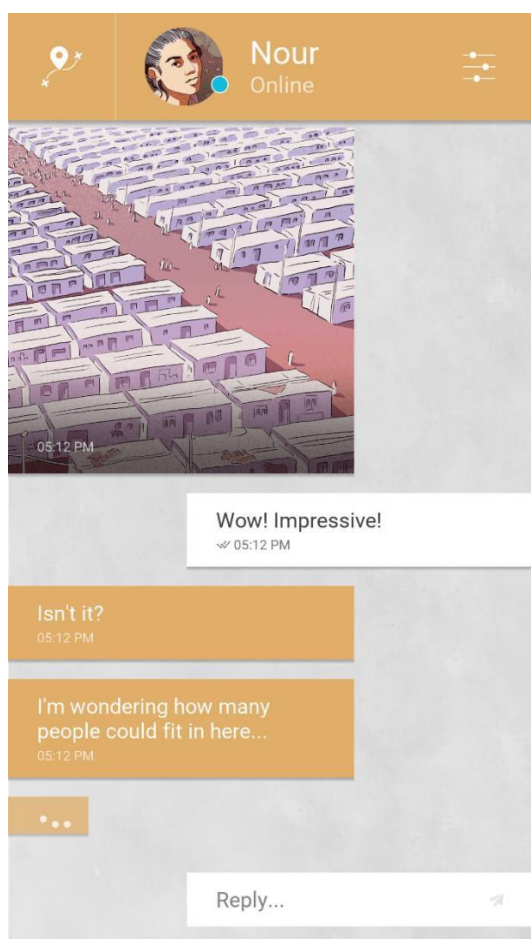 Nour
Online
05:12 PM
Wow! Impressive!
05:12 PM
Isn't it?
05:12 PM
I'm wondering how many
people could fit in here...
05:12 PM
Reply...